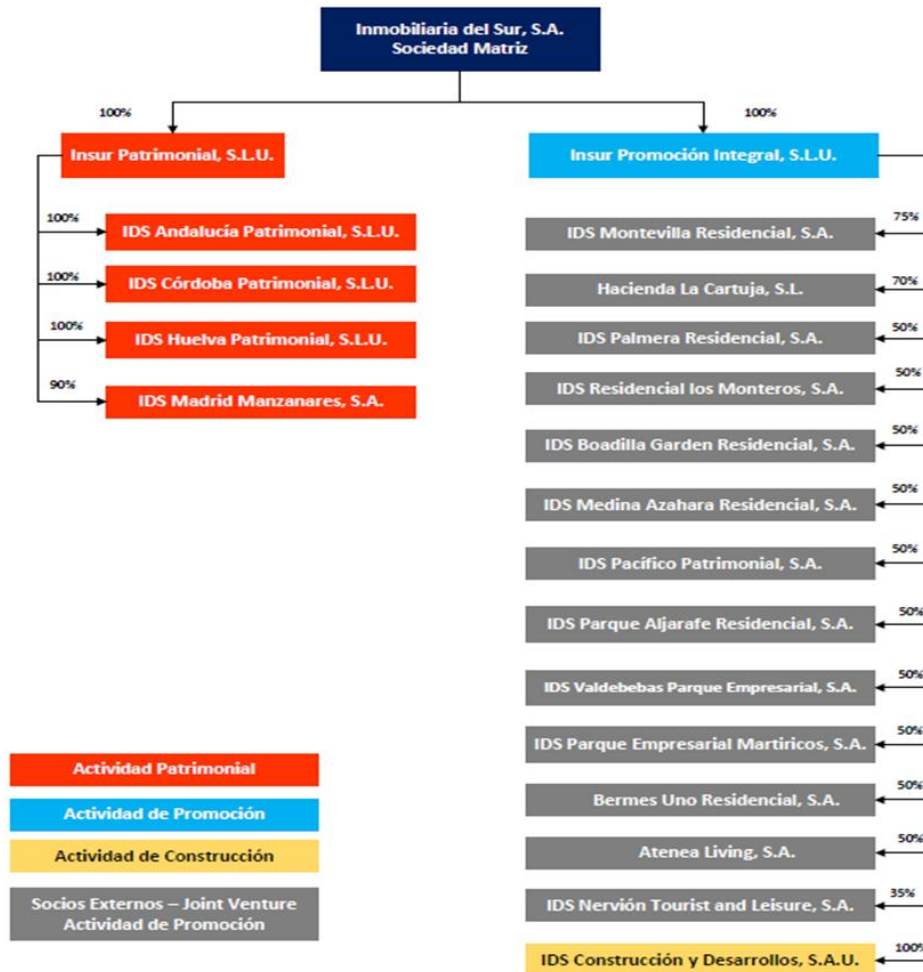 Inmobiliaria del Sur, S.A.
Sociedad Matriz
100%
100%
Insur Patrimonial, S.L.U.
Insur Promoción Integral, S.L.U.
100%
IDS Andalucía Patrimonial, S.L.U.
100%
IDS Córdoba Patrimonial, S.L.U.
100%
IDS Huelva Patrimonial, S.L.U.
90%
IDS Madrid Manzanares, S.A.
75%
IDS Montevilla Residencial, S.A.
70%
Hacienda La Cartuja, S.L.
50%
IDS Palmera Residencial, S.A.
50%
IDS Residencial los Monteros, S.A.
50%
IDS Boadilla Garden Residencial, S.A.
50%
IDS Medina Azahara Residencial, S.A.
50%
IDS Pacífico Patrimonial, S.A.
50%
IDS Parque Aljarafe Residencial, S.A.
50%
IDS Valdebebas Parque Empresarial, S.A.
50%
IDS Parque Empresarial Martiricos, S.A.
50%
Bermes Uno Residencial, S.A.
50%
Atenea Living, S.A.
35%
IDS Nervión Tourist and Leisure, S.A.
100%
IDS Construcción y Desarrollos, S.A.U.
Actividad Patrimonial
Actividad de Promoción
Actividad de Construcción
Socios Externos – Joint Venture
Actividad de Promoción